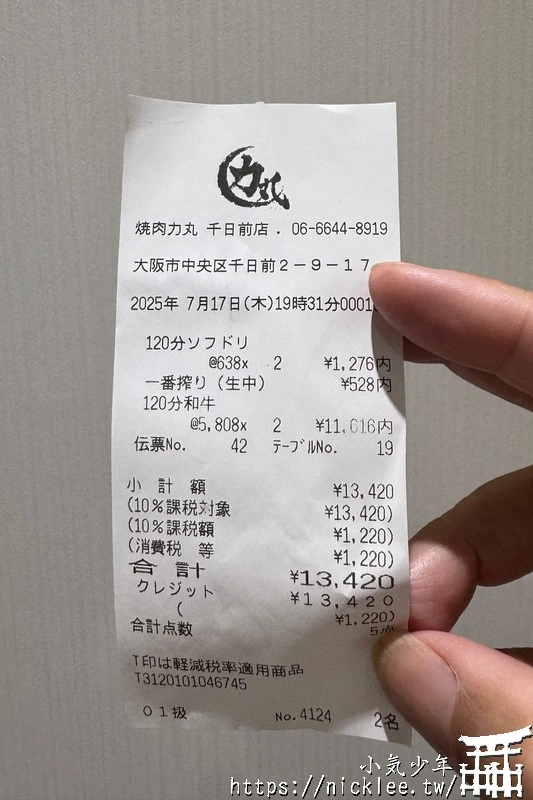 力丸
焼肉力丸 千日前店 . 06-6644-8919
大阪市中央区千日前2-9-17
2025年 7月17日(木)19時31分0001
120分ソフドリ
@638x 2 ¥1,276内
一番搾り(生中) ¥528内
120分和牛
@5,808x 2 ¥11,616内
伝票No. 42 テーブルNo. 19
小 計 額 ¥13,420
(10%課税対象 ¥13,420)
(10%課税額 ¥1,220)
(消費税 等 ¥1,220)
合 計 ¥13,420
クレジット ¥13,420
( ¥1,220)
合計点数 5点
T印は軽減税率適用商品
T3120101046745
01扱 No.4124 2名
小気少年
https://nicklee.tw/